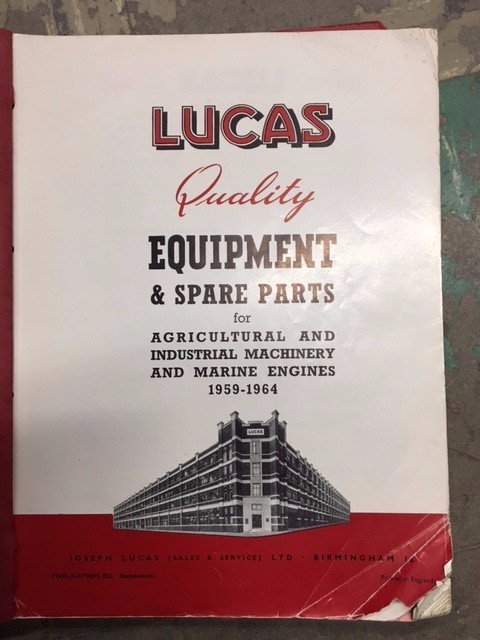 LUCAS
Quality
EQUIPMENT
& SPARE PARTS
for
AGRICULTURAL AND
INDUSTRIAL MACHINERY
AND MARINE ENGINES
1959-1964
LUCAS
JOSEPH LUCAS (SALES & SERVICE) LTD · BIRMINGHAM
PUBLICATION Supplement
Printed in England